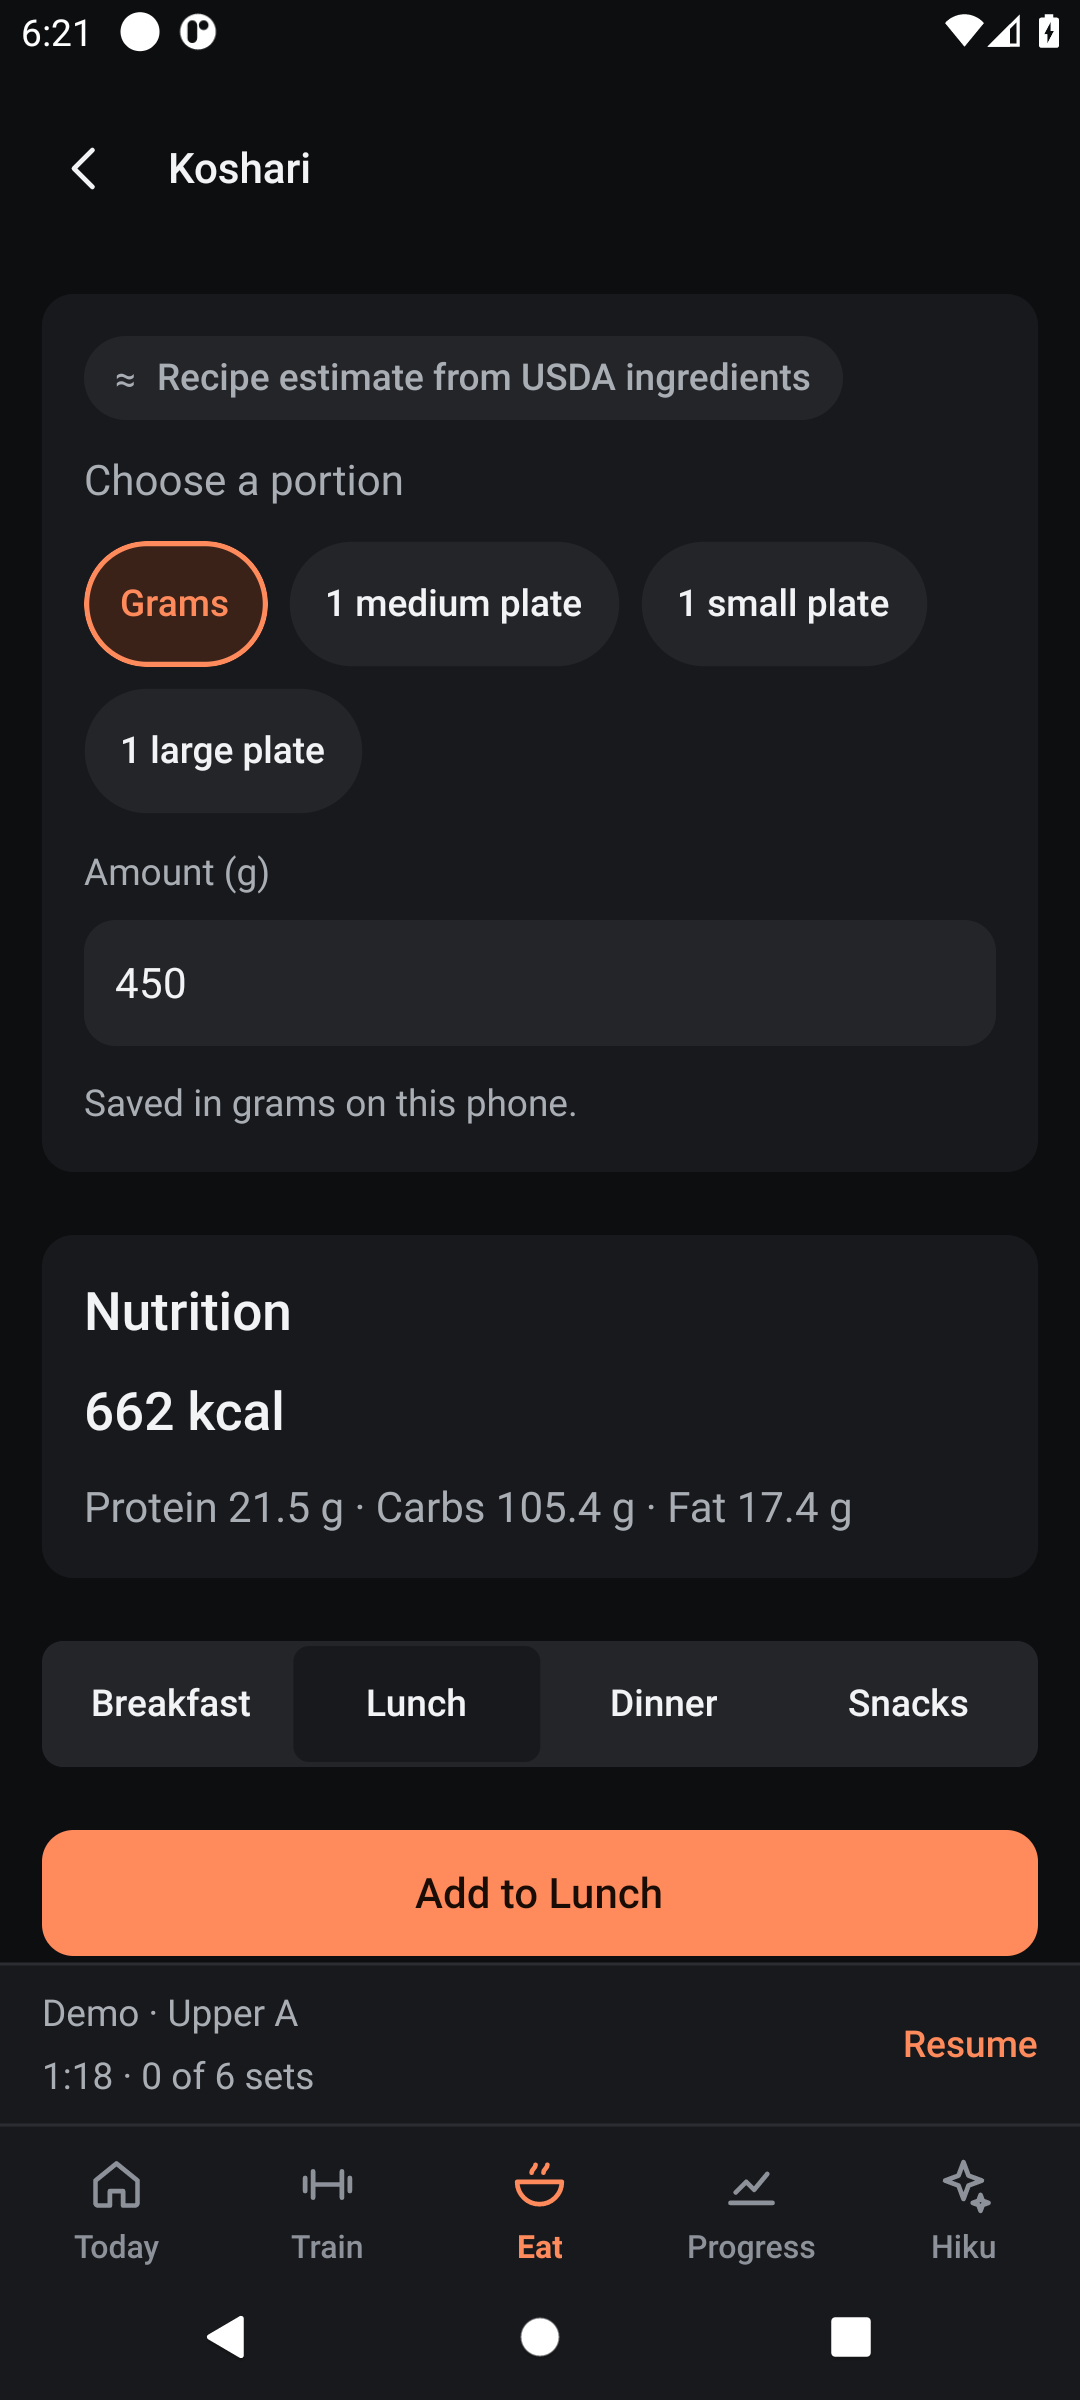 6:21
Koshari
≈ Recipe estimate from USDA ingredients
Choose a portion
Grams
1 medium plate
1 small plate
1 large plate
Amount (g)
450
Saved in grams on this phone.
Nutrition
662 kcal
Protein 21.5 g · Carbs 105.4 g · Fat 17.4 g
Breakfast
Lunch
Dinner
Snacks
Add to Lunch
Demo · Upper A
1:18 · 0 of 6 sets
Resume
Today
Train
Eat
Progress
Hiku